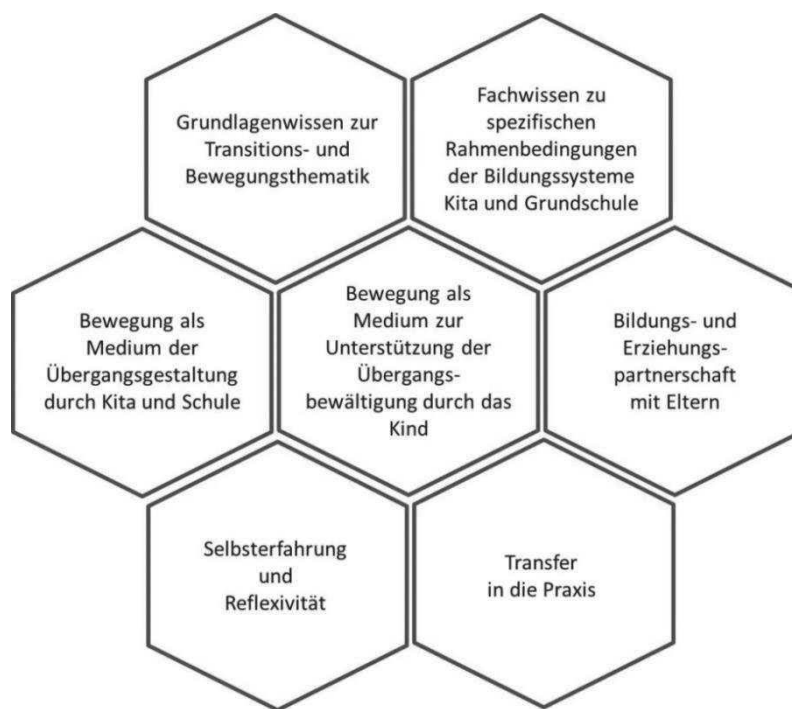 Grundlagenwissen zur
Transitions- und
Bewegungsthematik
Fachwissen zu
spezifischen
Rahmenbedingungen
der Bildungssysteme
Kita und Grundschule
Bewegung als
Medium der
Übergangsgestaltung
durch Kita und Schule
Bewegung als
Medium zur
Unterstützung der
Übergangs-
bewältigung durch das
Kind
Bildungs- und
Erziehungs-
partnerschaft
mit Eltern
Selbsterfahrung
und
Reflexivität
Transfer
in die Praxis